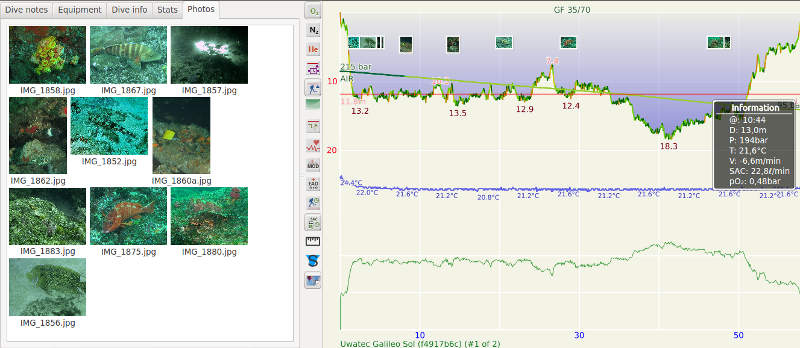 Dive notes Equipment Dive info Stats Photos
IMG_1858.jpg IMG_1867.jpg IMG_1857.jpg
IMG_1862.jpg IMG_1852.jpg IMG_1860a.jpg
IMG_1883.jpg IMG_1875.jpg IMG_1880.jpg
IMG_1856.jpg
O₂
N₂
He
MOD
EAD
GF 35/70
215 bar
AIR
10
13.2 13.5 12.9 12.4
18.3
20
Information
@: 10:44
D: 13,0m
P: 194bar
T: 21,6°C
V: -6,6m/min
SAC: 22,8ℓ/min
pO₂: 0,48bar
24.4°C
22.0°C 21.6°C 21.2°C 20.8°C 21.2°C 21.6°C 21.2°C 21.2°C 21.6°C 21.2°C 21.6°C
10 30 50
Uwatec Galileo Sol (f4917b6c) (#1 of 2)